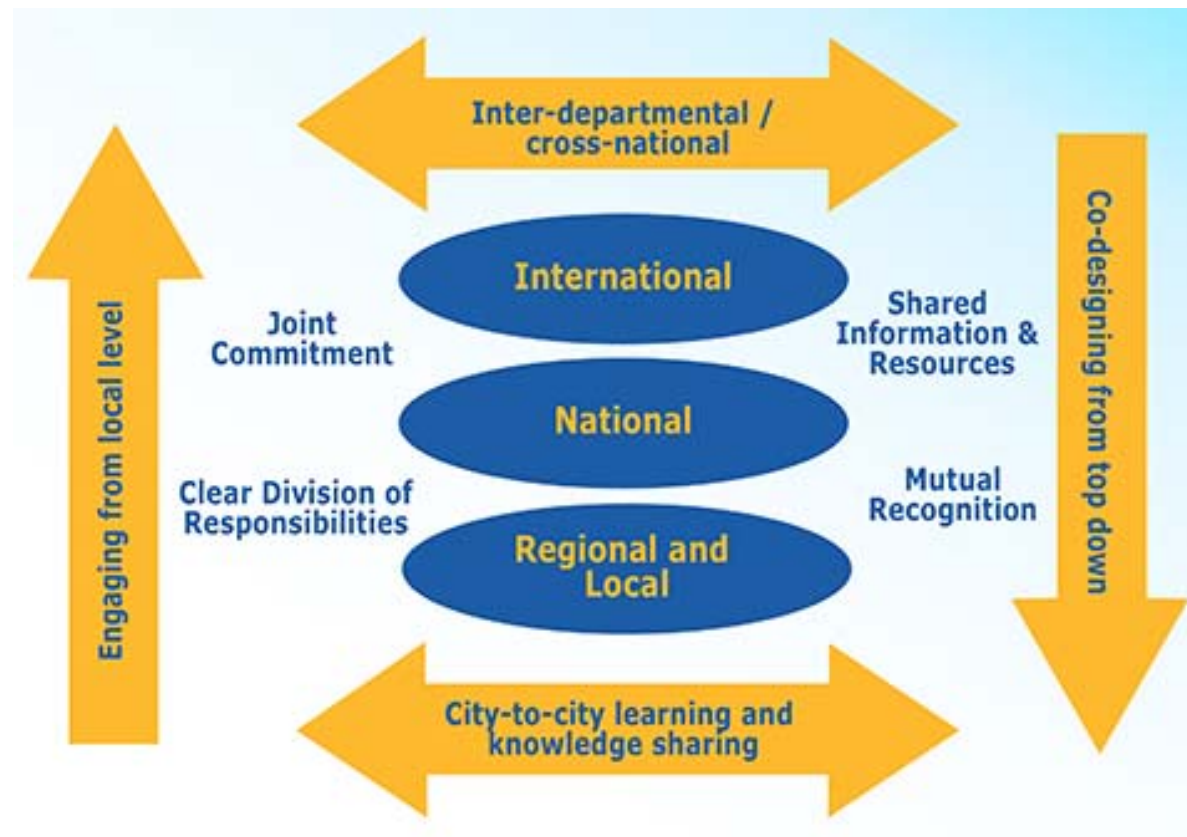 Inter-departmental /
cross-national
Engaging from local level
Co-designing from top down
International
Joint
Commitment
Shared
Information &
Resources
National
Clear Division of
Responsibilities
Mutual
Recognition
Regional and
Local
City-to-city learning and
knowledge sharing